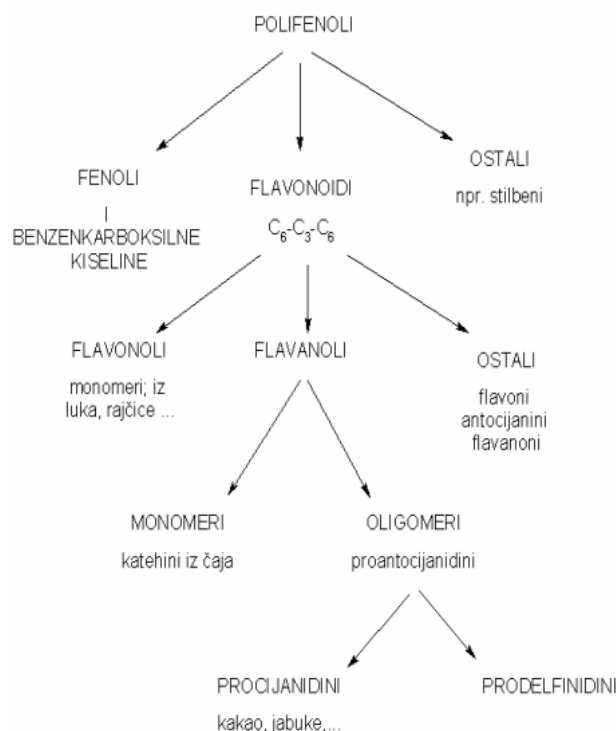 POLIFENOLI
FENOLI
I
BENZENKARBOKSILNE
KISELINE
FLAVONOIDI
C₆-C₃-C₆
OSTALI
npr. stilbeni
FLAVONOLI
monomeri; iz
luka, rajčice ...
FLAVANOLI
OSTALI
flavoni
antocijanini
flavanoni
MONOMERI
katehini iz čaja
OLIGOMERI
proantocijanidini
PROCIJANIDINI
kakao, jabuke,...
PRODELFINIDINI